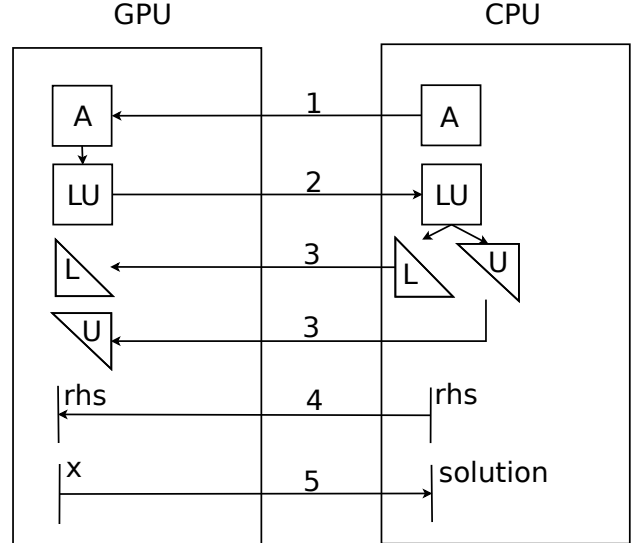 GPU CPU
A 1 A
LU 2 LU
L 3 L U
U 3
rhs 4 rhs
x 5 solution